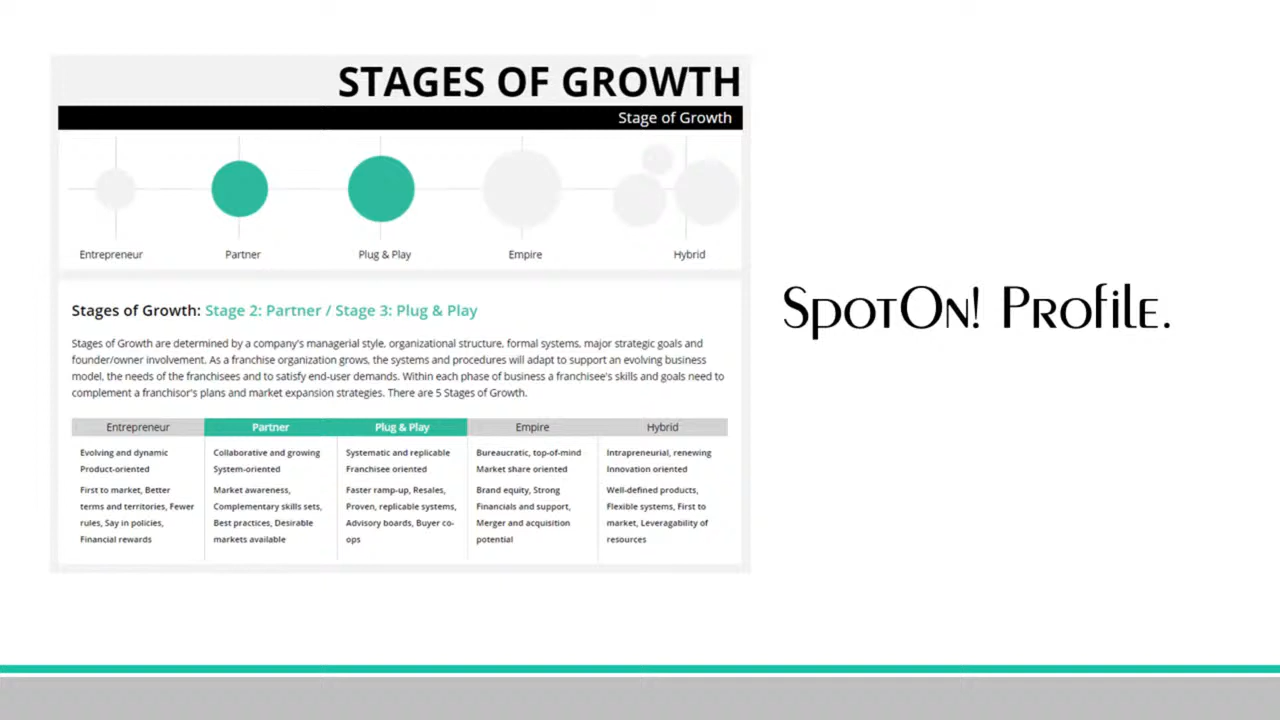 STAGES OF GROWTH
Stage of Growth
Entrepreneur
Partner
Plug & Play
Empire
Hybrid
SpotOn! Profile.
Stages of Growth: Stage 2: Partner / Stage 3: Plug & Play
Stages of Growth are determined by a company's managerial style, organizational structure, formal systems, major strategic goals and
founder/owner involvement. As a franchise organization grows, the systems and procedures will adapt to support an evolving business
model, the needs of the franchisees and to satisfy end-user demands. Within each phase of business a franchisee's skills and goals need to
complement a franchisor's plans and market expansion strategies. There are 5 Stages of Growth.
Entrepreneur
Evolving and dynamic
Product-oriented
First to market, Better
terms and territories, Fewer
rules, Say in policies,
Financial rewards
Partner
Collaborative and growing
System-oriented
Market awareness,
Complementary skills sets,
Best practices, Desirable
markets available
Plug & Play
Systematic and replicable
Franchisee oriented
Faster ramp-up, Resales,
Proven, replicable systems,
Advisory boards, Buyer co-
ops
Empire
Bureaucratic, top-of-mind
Market share oriented
Brand equity, Strong
Financials and support,
Merger and acquisition
potential
Hybrid
Intrapreneurial, renewing
Innovation oriented
Well-defined products,
Flexible systems, First to
market, Leveragability of
resources